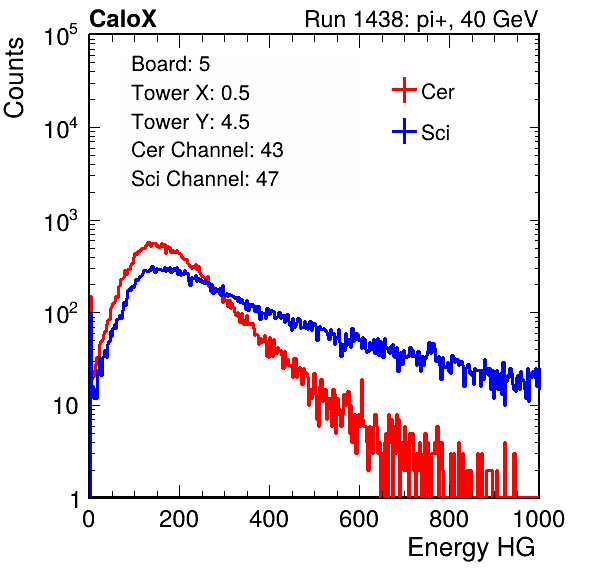 CaloX Run 1438: pi+, 40 GeV
Counts
10^5
10^4
10^3
10^2
10
1
Board: 5
Tower X: 0.5
Tower Y: 4.5
Cer Channel: 43
Sci Channel: 47
Cer
Sci
0 200 400 600 800 1000
Energy HG